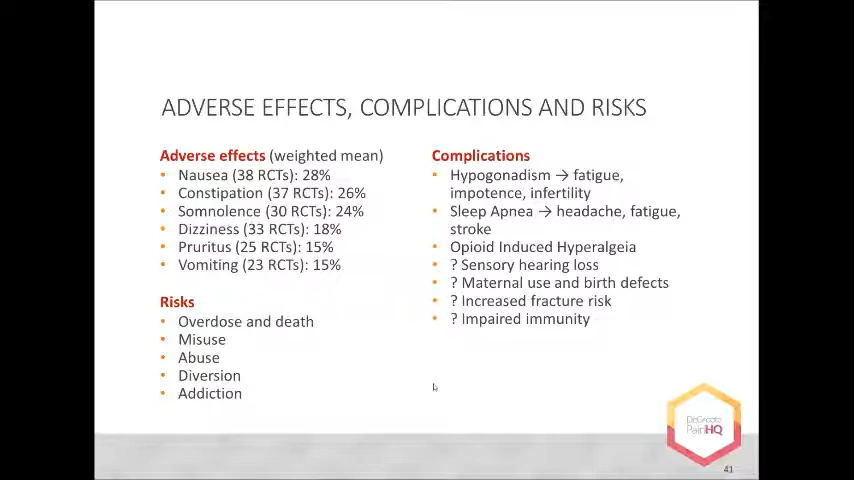 ADVERSE EFFECTS, COMPLICATIONS AND RISKS
Adverse effects (weighted mean)
• Nausea (38 RCTs): 28%
• Constipation (37 RCTs): 26%
• Somnolence (30 RCTs): 24%
• Dizziness (33 RCTs): 18%
• Pruritus (25 RCTs): 15%
• Vomiting (23 RCTs): 15%
Risks
• Overdose and death
• Misuse
• Abuse
• Diversion
• Addiction
Complications
• Hypogonadism → fatigue,
impotence, infertility
• Sleep Apnea → headache, fatigue,
stroke
• Opioid Induced Hyperalgeia
• ? Sensory hearing loss
• ? Maternal use and birth defects
• ? Increased fracture risk
• ? Impaired immunity
DeGroote
PainHQ
41